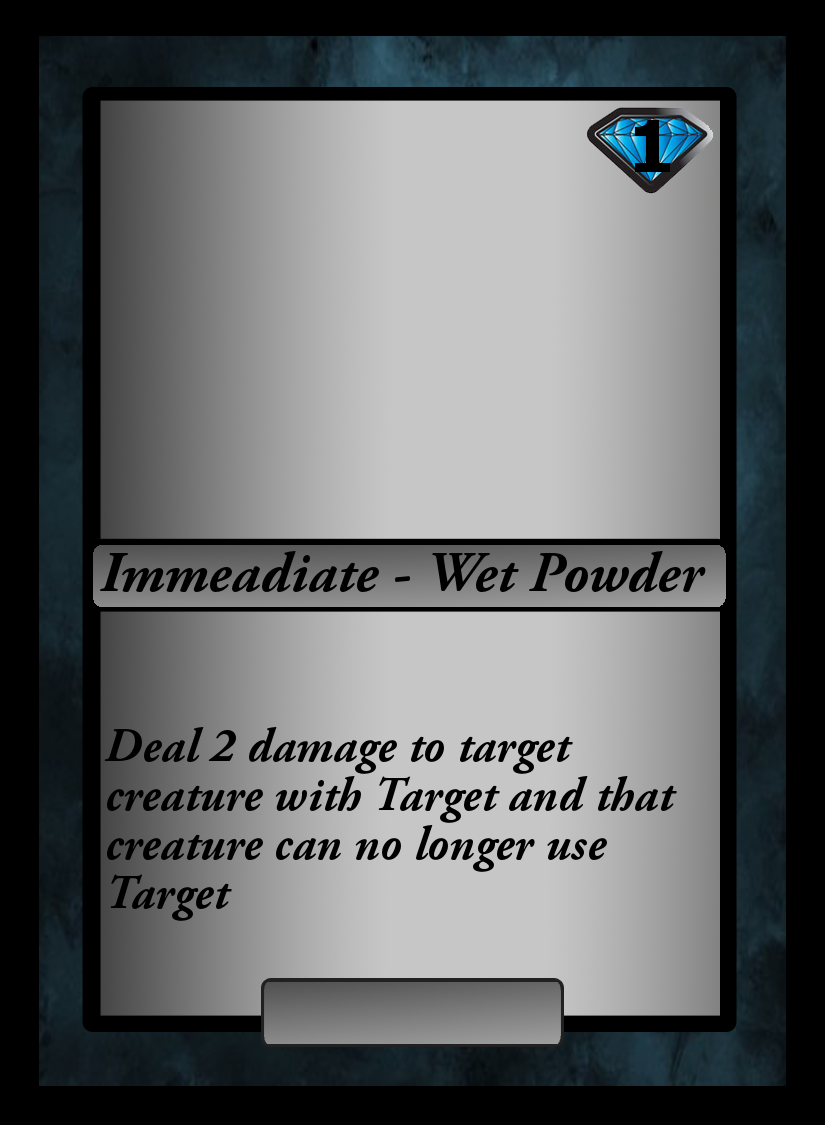 1
Immeadiate - Wet Powder
Deal 2 damage to target
creature with Target and that
creature can no longer use
Target